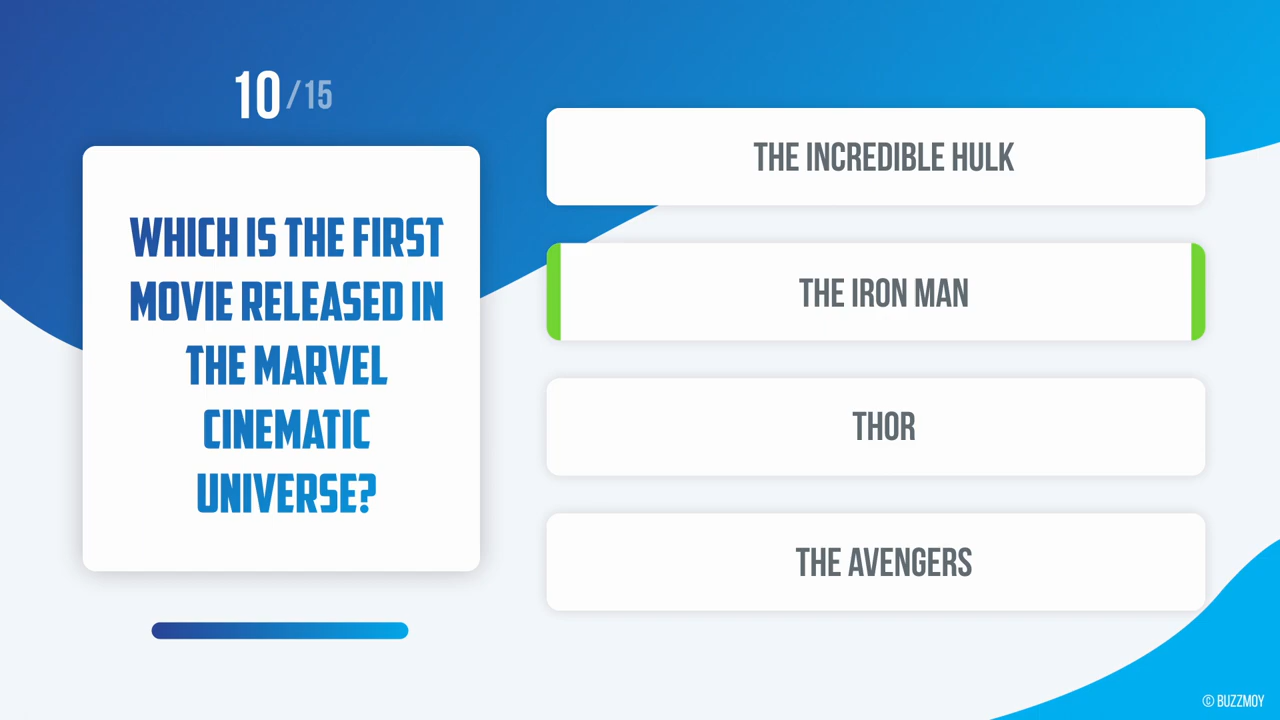 10/15
WHICH IS THE FIRST
MOVIE RELEASED IN
THE MARVEL
CINEMATIC
UNIVERSE?
THE INCREDIBLE HULK
THE IRON MAN
THOR
THE AVENGERS
© BUZZMOY